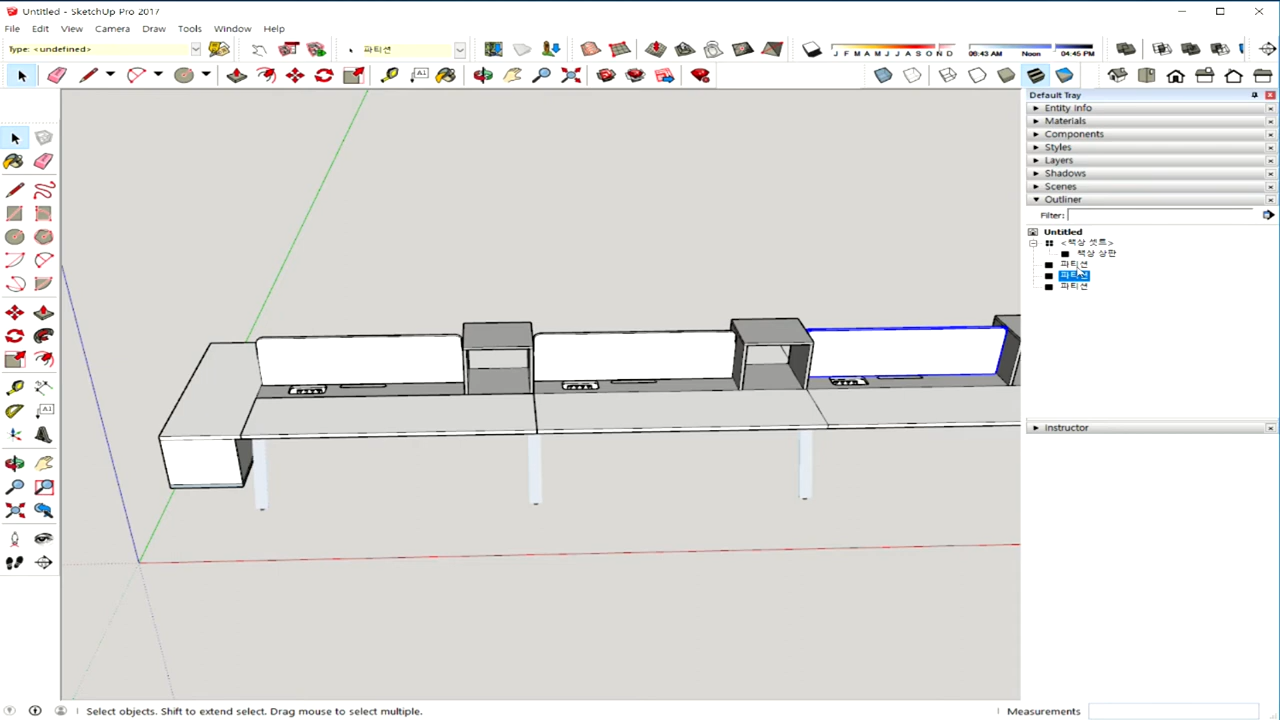 Untitled - SketchUp Pro 2017
File Edit View Camera Draw Tools Window Help
Type: <undefined>
파티션
J F M A M J J A S O N D
06:43 AM Noon 04:45 PM
A1
Default Tray
Entity Info
Materials
Components
Styles
Layers
Shadows
Scenes
Outliner
Filter:
Untitled
<책상 셋트>
책상 상판
파티션
파티션
파티션
A1
Instructor
Select objects. Shift to extend select. Drag mouse to select multiple.
Measurements